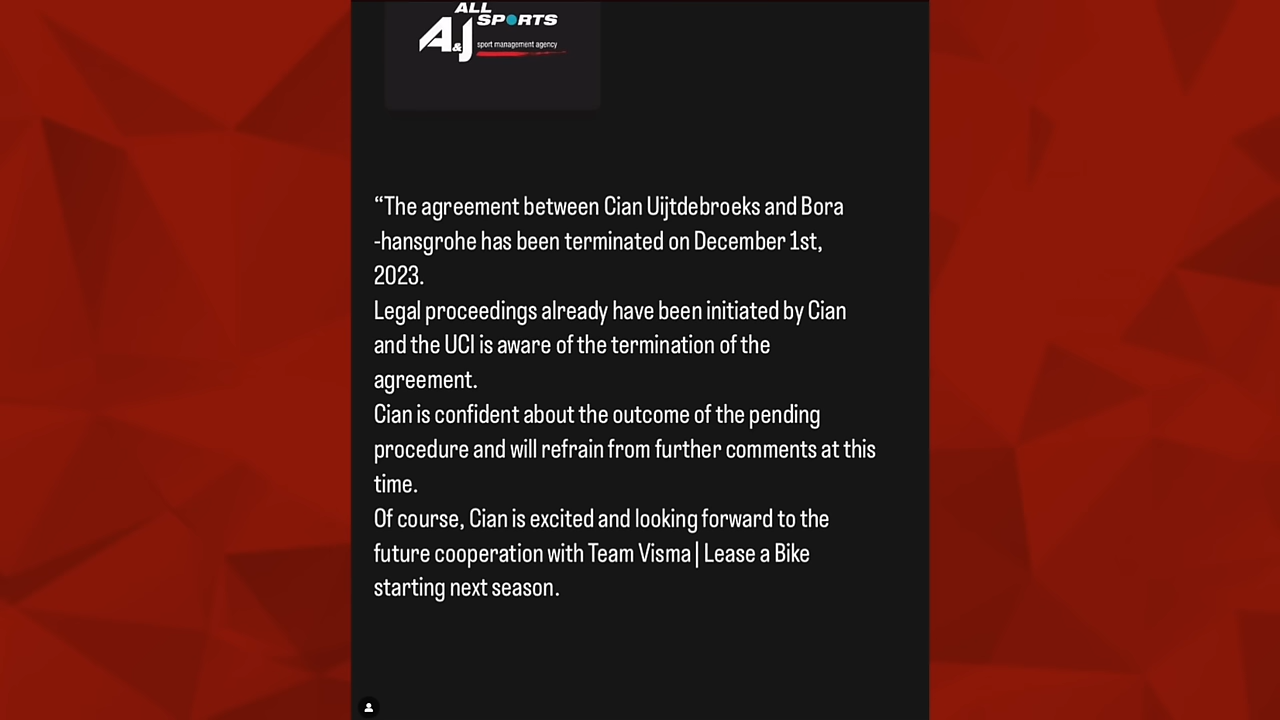 ALL
SPORTS
A&J
sport management agency
“The agreement between Cian Uijtdebroeks and Bora
-hansgrohe has been terminated on December 1st,
2023.
Legal proceedings already have been initiated by Cian
and the UCI is aware of the termination of the
agreement.
Cian is confident about the outcome of the pending
procedure and will refrain from further comments at this
time.
Of course, Cian is excited and looking forward to the
future cooperation with Team Visma | Lease a Bike
starting next season.